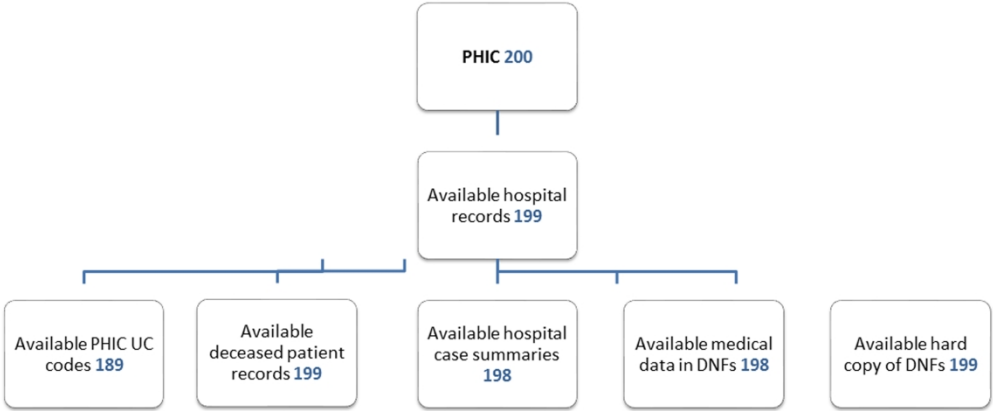 PHIC 200
Available hospital
records 199
Available PHIC UC
codes 189
Available
deceased patient
records 199
Available hospital
case summaries
198
Available medical
data in DNFs 198
Available hard
copy of DNFs 199